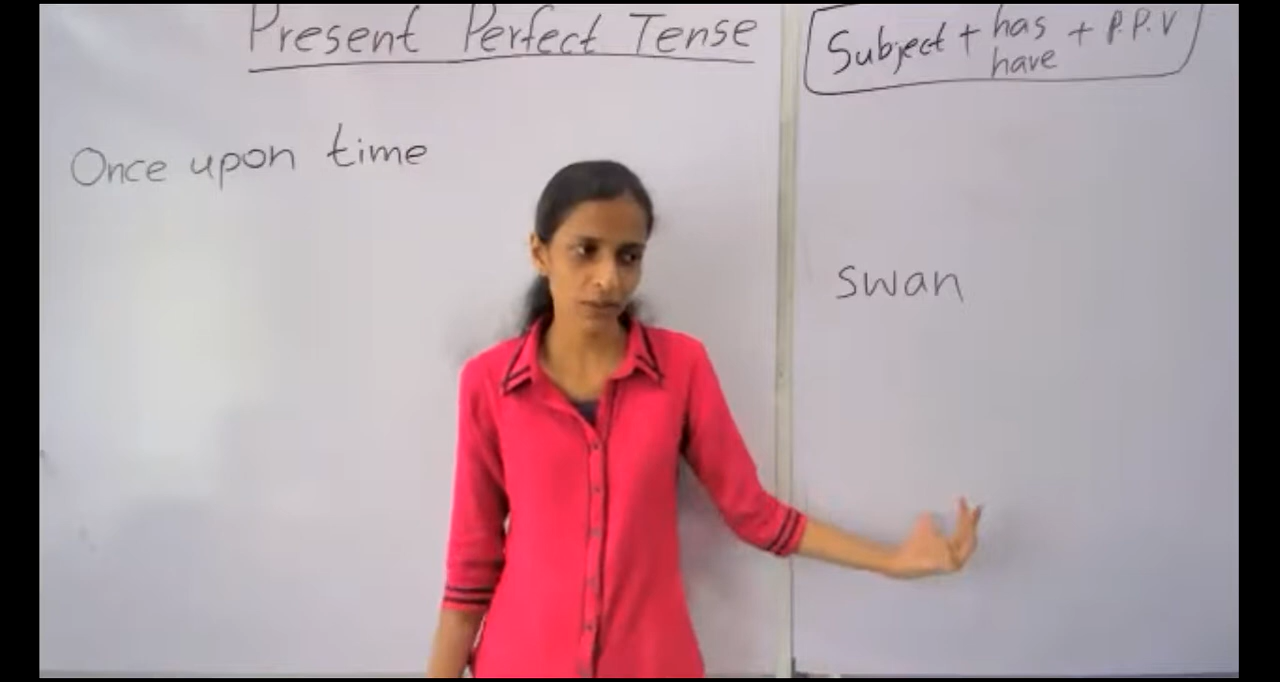 Present Perfect Tense
Subject + has + P.P.V
have
Once upon time
swan